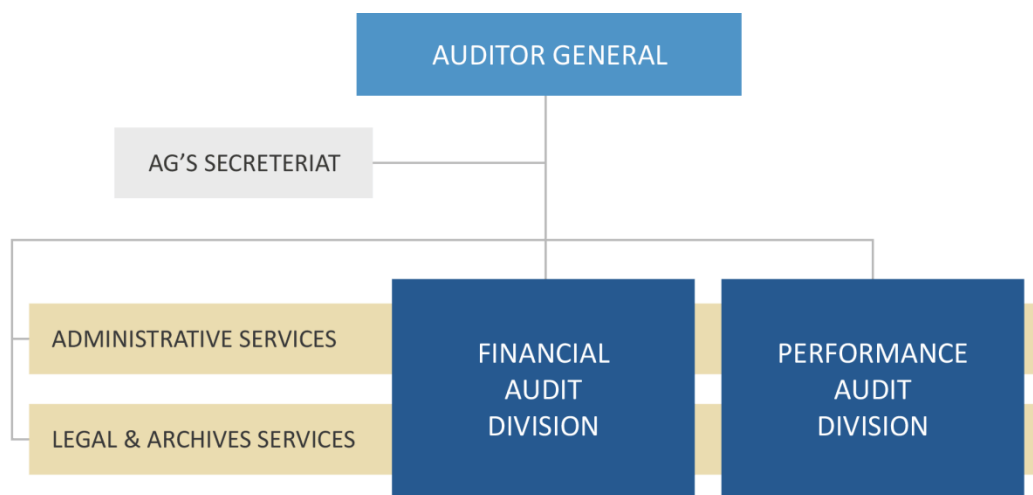 AUDITOR GENERAL
AG’S SECRETERIAT
ADMINISTRATIVE SERVICES
LEGAL & ARCHIVES SERVICES
FINANCIAL
AUDIT
DIVISION
PERFORMANCE
AUDIT
DIVISION